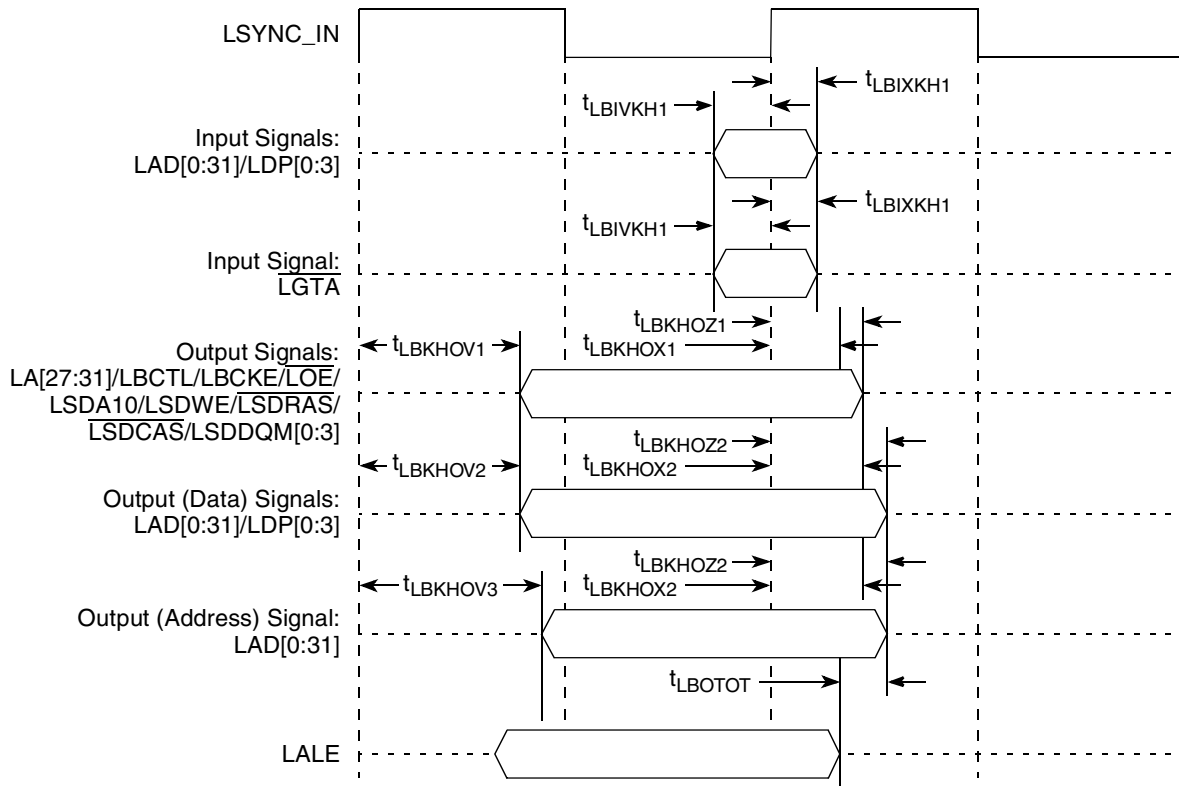 LSYNC_IN
tLBIXKH1
tLBIVKH1
Input Signals:
LAD[0:31]/LDP[0:3]
tLBIXKH1
tLBIVKH1
Input Signal:
LGTA
tLBKHOZ1
tLBKHOV1
tLBKHOX1
Output Signals:
LA[27:31]/LBCTL/LBCKE/LOE/
LSDA10/LSDWE/LSDRAS/
LSDCAS/LSDDQM[0:3]
tLBKHOZ2
tLBKHOV2
tLBKHOX2
Output (Data) Signals:
LAD[0:31]/LDP[0:3]
tLBKHOZ2
tLBKHOV3
tLBKHOX2
Output (Address) Signal:
LAD[0:31]
tLBOTOT
LALE